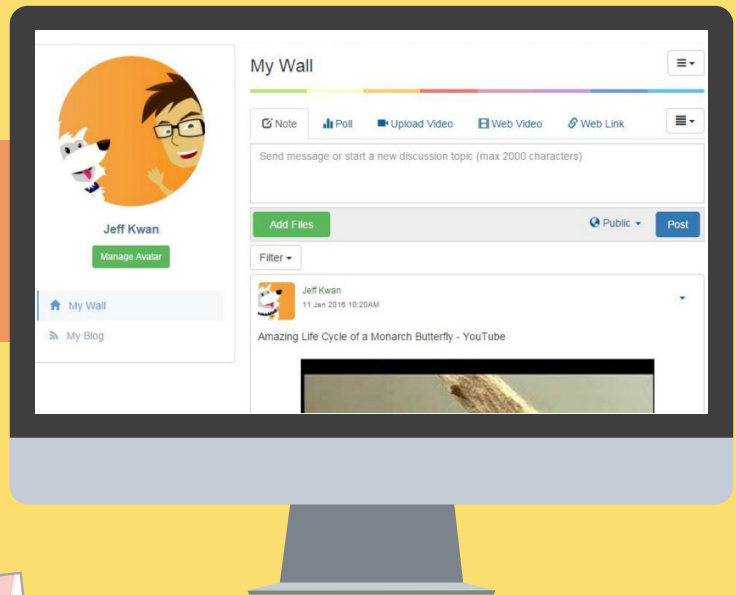 Jeff Kwan
Manage Avatar
My Wall
My Blog
My Wall
Note
Poll
Upload Video
Web Video
Web Link
Send message or start a new discussion topic (max 2000 characters)
Add Files
Public
Post
Filter
Jeff Kwan
11 Jan 2016 10:20AM
Amazing Life Cycle of a Monarch Butterfly - YouTube